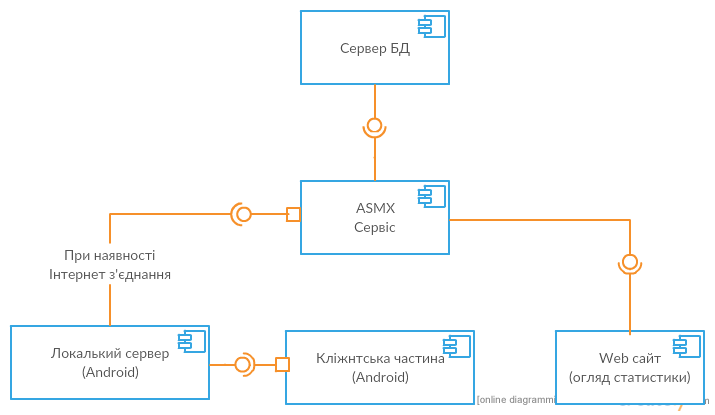 Сервер БД
ASMX
Сервіс
При наявності
Інтернет з'єднання
Локалький сервер
(Android)
Кліжнтська частина
(Android)
Web сайт
(огляд статистики)
[online diagrammi